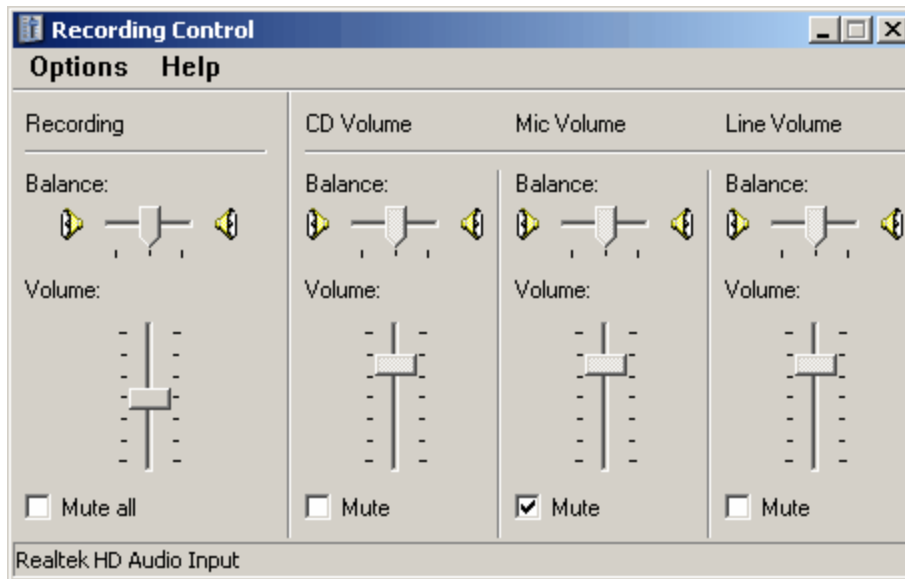 Recording Control
Options Help
Recording CD Volume Mic Volume Line Volume
Balance: Balance: Balance: Balance:
Volume: Volume: Volume: Volume:
Mute all Mute Mute Mute
Realtek HD Audio Input